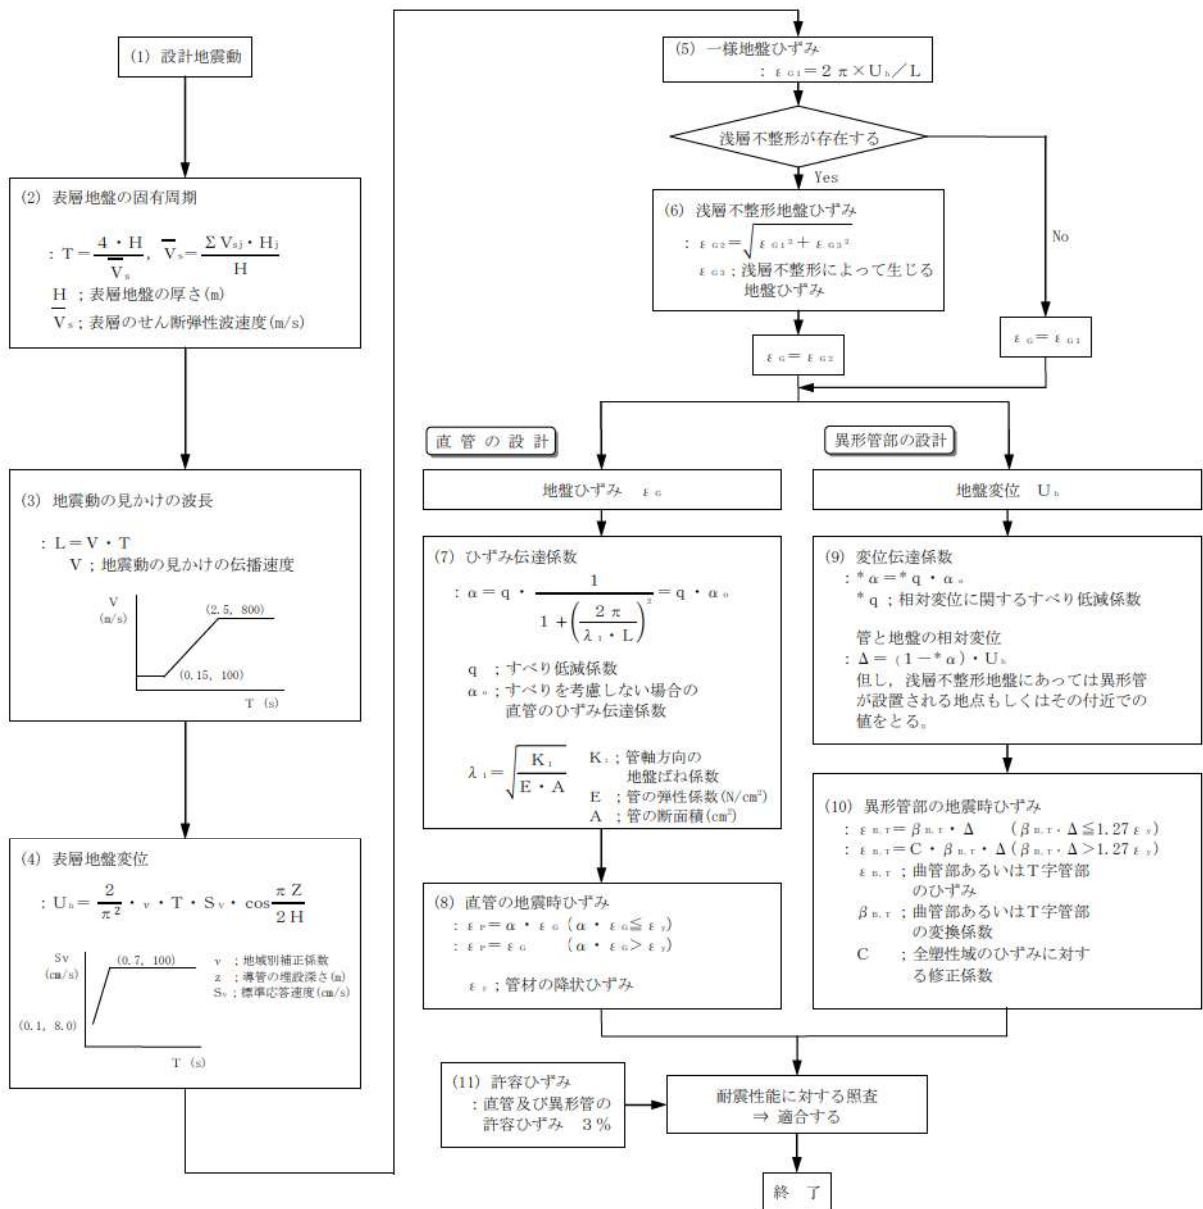 (1) 設計地震動
(2) 表層地盤の固有周期
: T=4・H/V̅s, V̅s=ΣVsj・Hj/H
H ;表層地盤の厚さ(m)
V̅s;表層のせん断弾性波速度(m/s)
(3) 地震動の見かけの波長
: L=V・T
V;地震動の見かけの伝播速度
V
(m/s)
(2.5, 800)
(0.15, 100)
T (s)
(4) 表層地盤変位
: Uh=2/π²・ν・T・Sv・cos πZ/2H
Sv
(cm/s)
(0.7, 100)
(0.1, 8.0)
T (s)
ν ;地域別補正係数
z ;導管の埋設深さ(m)
Sv;標準応答速度(cm/s)
(5) 一様地盤ひずみ
: εG1=2π×Uh/L
浅層不整形が存在する
Yes
No
(6) 浅層不整形地盤ひずみ
: εG2=√(εG1²+εG3²)
εG3;浅層不整形によって生じる
地盤ひずみ
εG=εG2
εG=εG1
直管の設計
地盤ひずみ εG
(7) ひずみ伝達係数
: α=q・1/(1+(2π/(λ1・L))²)=q・αo
q ;すべり低減係数
αo;すべりを考慮しない場合の
直管のひずみ伝達係数
λ1=√(K1/(E・A))
K1;管軸方向の
地盤ばね係数
E ;管の弾性係数(N/cm²)
A ;管の断面積(cm²)
(8) 直管の地震時ひずみ
: εP=α・εG (α・εG≦εy)
: εP=εG (α・εG>εy)
εy;管材の降状ひずみ
異形管部の設計
地盤変位 Uh
(9) 変位伝達係数
: *α=*q・αo
*q;相対変位に関するすべり低減係数
管と地盤の相対変位
: Δ=(1-*α)・Uh
但し,浅層不整形地盤にあっては異形管
が設置される地点もしくはその付近での
値をとる。
(10) 異形管部の地震時ひずみ
: εB,T=βB,T・Δ (βB,T・Δ≦1.27εy)
: εB,T=C・βB,T・Δ(βB,T・Δ>1.27εy)
εB,T;曲管部あるいはT字管部
のひずみ
βB,T;曲管部あるいはT字管部
の変換係数
C ;全塑性域のひずみに対す
る修正係数
(11) 許容ひずみ
:直管及び異形管の
許容ひずみ 3%
耐震性能に対する照査
⇒ 適合する
終了